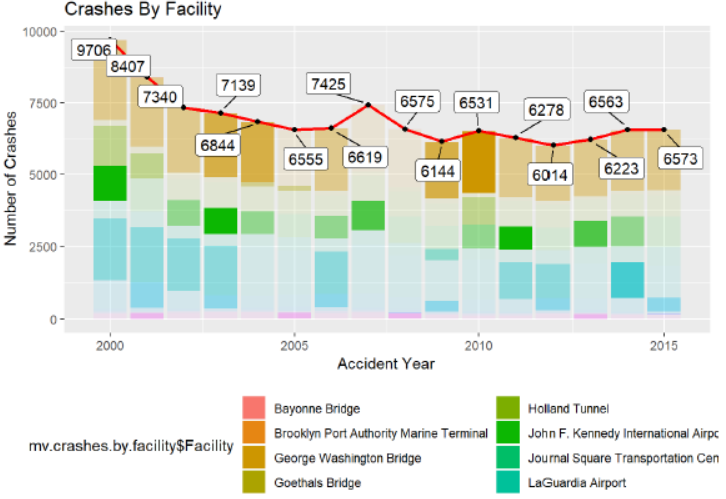 Crashes By Facility
10000
7500
5000
2500
0
Number of Crashes
9706
8407
7340
7139
6844
6555
6619
7425
6575
6144
6531
6278
6014
6223
6563
6573
2000
2005
2010
2015
Accident Year
mv.crashes.by.facility$Facility
Bayonne Bridge
Brooklyn Port Authority Marine Terminal
George Washington Bridge
Goethals Bridge
Holland Tunnel
John F. Kennedy International Airpo
Journal Square Transportation Cen
LaGuardia Airport